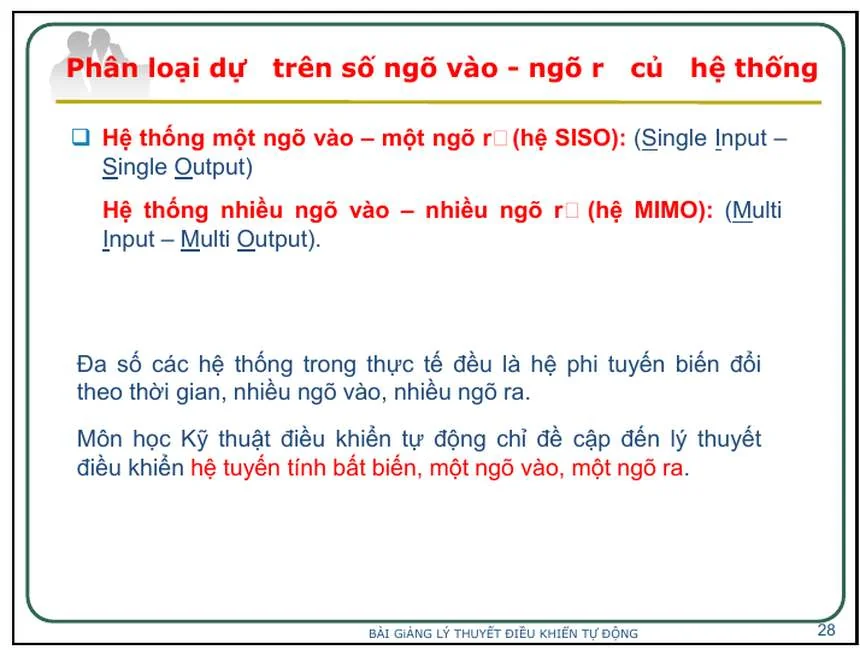 Phân loại dự trên số ngõ vào - ngõ r củ hệ thống
Hệ thống một ngõ vào – một ngõ r (hệ SISO): (Single Input –
Single Output)
Hệ thống nhiều ngõ vào – nhiều ngõ r (hệ MIMO): (Multi
Input – Multi Output).
Đa số các hệ thống trong thực tế đều là hệ phi tuyến biến đổi
theo thời gian, nhiều ngõ vào, nhiều ngõ ra.
Môn học Kỹ thuật điều khiển tự động chỉ đề cập đến lý thuyết
điều khiển hệ tuyến tính bất biến, một ngõ vào, một ngõ ra.
BÀI GiẢNG LÝ THUYẾT ĐIỀU KHIỂN TỰ ĐỘNG
28